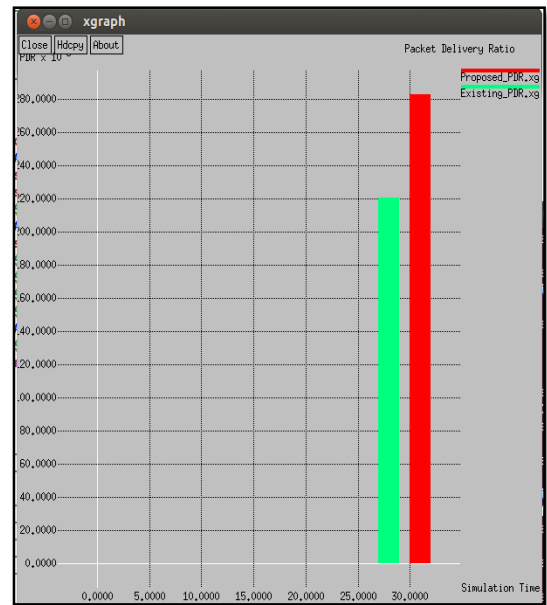 xgraph
Close Hdcpy About
Packet Delivery Ratio
PDR x 10
Proposed_PDR.xg
Existing_PDR.xg
280.0000
260.0000
240.0000
220.0000
200.0000
180.0000
160.0000
140.0000
120.0000
100.0000
80.0000
60.0000
40.0000
20.0000
0.0000
Simulation Time
0.0000 5.0000 10.0000 15.0000 20.0000 25.0000 30.0000